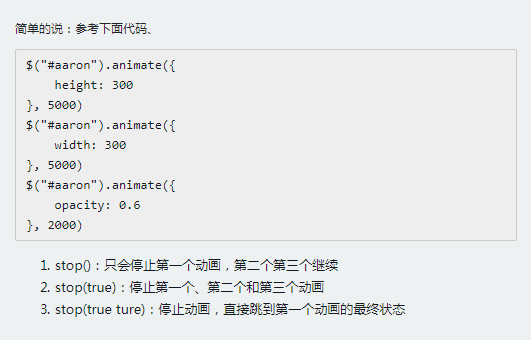 简单的说：参考下面代码、
$("#aaron").animate({
    height: 300
}, 5000)
$("#aaron").animate({
    width: 300
}, 5000)
$("#aaron").animate({
    opacity: 0.6
}, 2000)
1. stop()：只会停止第一个动画，第二个第三个继续
2. stop(true)：停止第一个、第二个和第三个动画
3. stop(true ture)：停止动画，直接跳到第一个动画的最终状态